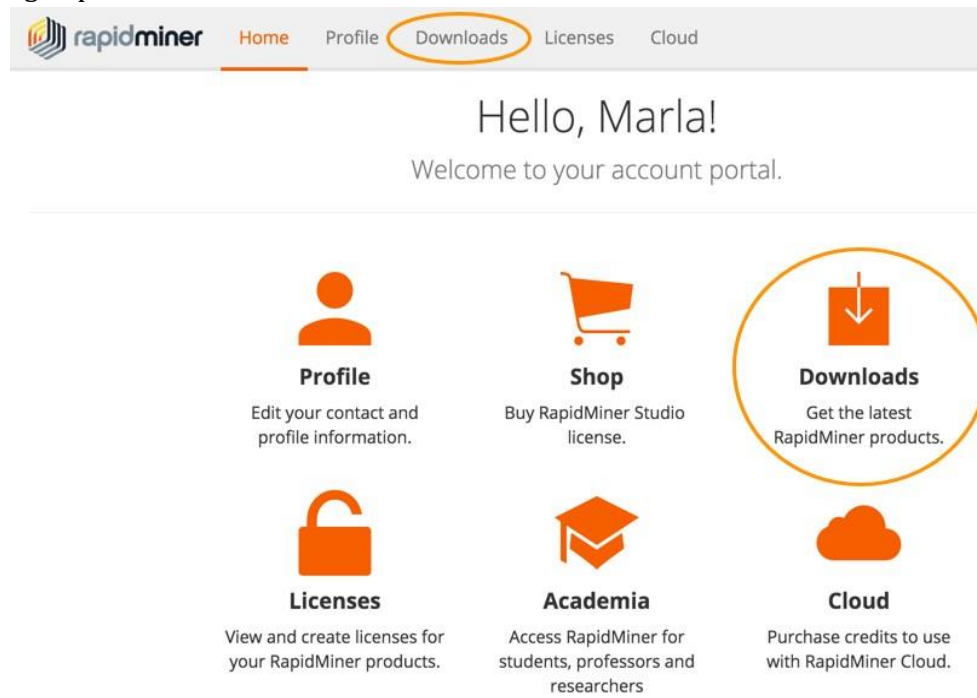 rapidminer Home Profile Downloads Licenses Cloud
Hello, Marla!
Welcome to your account portal.
Profile
Edit your contact and
profile information.
Shop
Buy RapidMiner Studio
license.
Downloads
Get the latest
RapidMiner products.
Licenses
View and create licenses for
your RapidMiner products.
Academia
Access RapidMiner for
students, professors and
researchers
Cloud
Purchase credits to use
with RapidMiner Cloud.